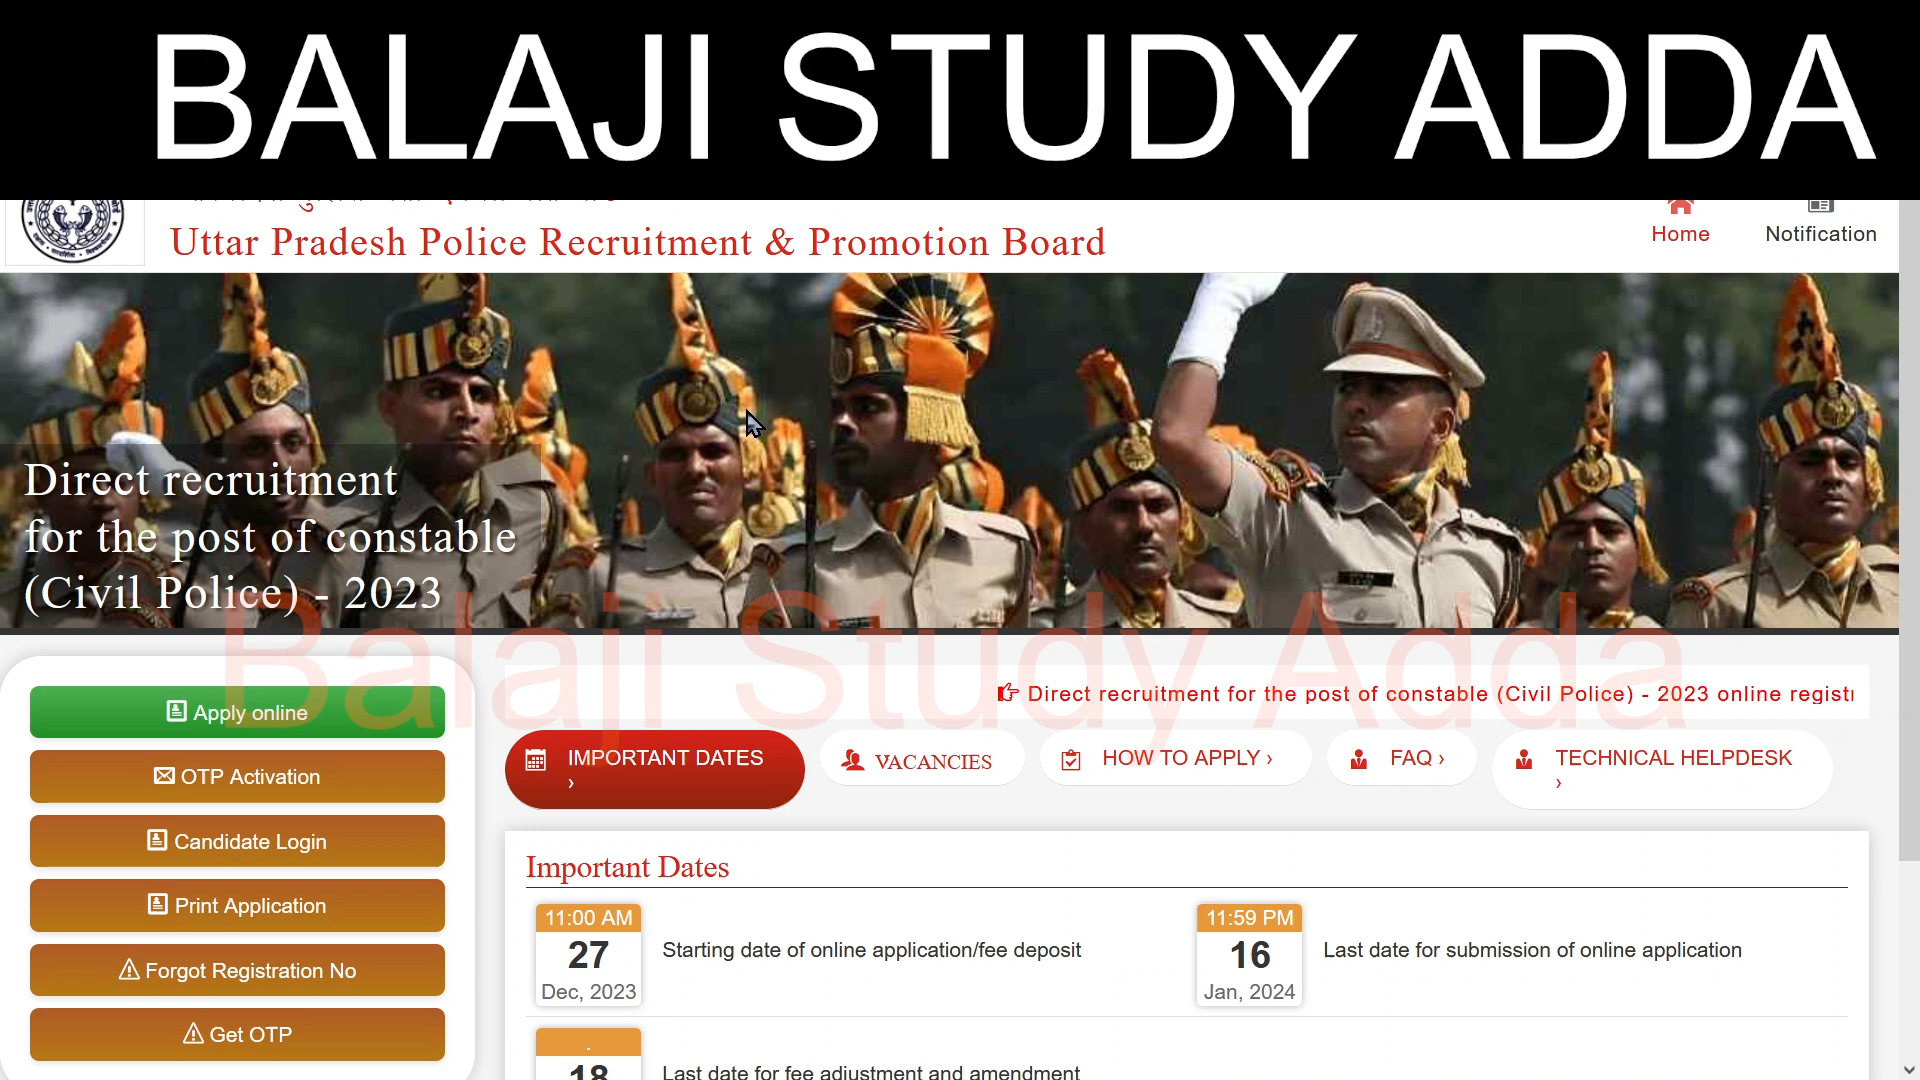 BALAJI STUDY ADDA
Uttar Pradesh Police Recruitment & Promotion Board
Home
Notification
Direct recruitment
for the post of constable
(Civil Police) - 2023
Balaji Study Adda
Apply online
OTP Activation
Candidate Login
Print Application
Forgot Registration No
Get OTP
Direct recruitment for the post of constable (Civil Police) - 2023 online
IMPORTANT DATES ›
VACANCIES
HOW TO APPLY ›
FAQ ›
TECHNICAL HELPDESK ›
Important Dates
11:00 AM
27
Dec, 2023
Starting date of online application/fee deposit
11:59 PM
16
Jan, 2024
Last date for submission of online application
18
Last date for fee adjustment and amendment